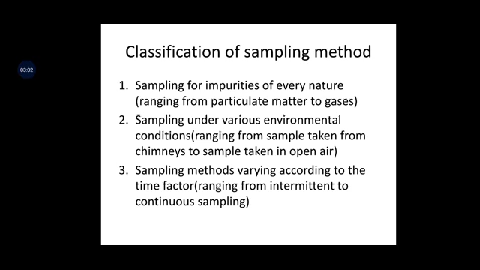 Classification of sampling method
1. Sampling for impurities of every nature
(ranging from particulate matter to gases)
2. Sampling under various environmental
conditions(ranging from sample taken from
chimneys to sample taken in open air)
3. Sampling methods varying according to the
time factor(ranging from intermittent to
continuous sampling)